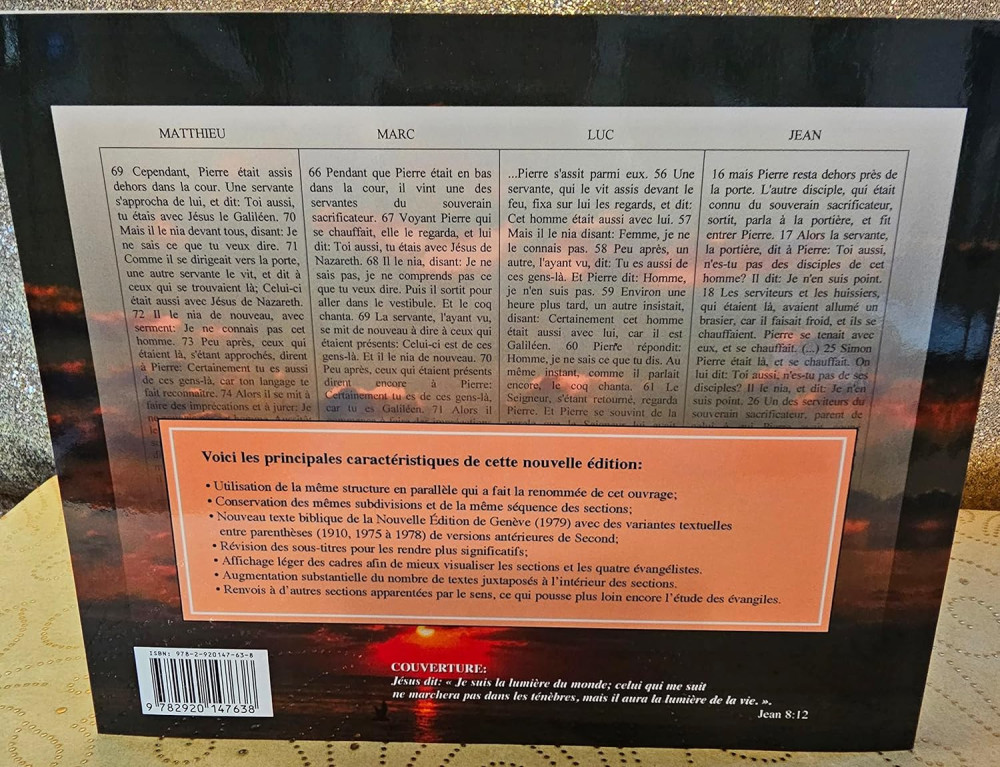 MATTHIEU
69 Cependant, Pierre était assis
dehors dans la cour. Une servante
s'approcha de lui, et dit: Toi aussi,
tu étais avec Jésus le Galiléen. 70
Mais il le nia devant tous, disant: Je
ne sais ce que tu veux dire. 71
Comme il se dirigeait vers la porte,
une autre servante le vit, et dit à
ceux qui se trouvaient là; Celui-ci
était aussi avec Jésus de Nazareth.
72 Il le nia de nouveau, avec
serment: Je ne connais pas cet
homme. 73 Peu après, ceux qui
étaient là, s'étant approchés, dirent
à Pierre: Certainement tu es aussi
de ces gens-là, car ton langage te
fait reconnaître. 74 Alors il se mit à
faire des imprécations et à jurer: Je
MARC
66 Pendant que Pierre était en bas
dans la cour, il vint une des
servantes du souverain
sacrificateur. 67 Voyant Pierre qui
se chauffait, elle le regarda, et lui
dit: Toi aussi, tu étais avec Jésus de
Nazareth. 68 Il le nia, disant: Je ne
sais pas, je ne comprends pas ce
que tu veux dire. Puis il sortit pour
aller dans le vestibule. Et le coq
chanta. 69 La servante, l'ayant vu,
se mit de nouveau à dire à ceux qui
étaient présents: Celui-ci est de ces
gens-là. Et il le nia de nouveau. 70
Peu après, ceux qui étaient présents
dirent encore à Pierre:
Certainement tu es de ces gens-là,
car tu es Galiléen. 71 Alors il
LUC
...Pierre s'assit parmi eux. 56 Une
servante, qui le vit assis devant le
feu, fixa sur lui les regards, et dit:
Cet homme était aussi avec lui. 57
Mais il le nia disant: Femme, je ne
le connais pas. 58 Peu après, un
autre, l'ayant vu, dit: Tu es aussi de
ces gens-là. Et Pierre dit: Homme,
je n'en suis pas. 59 Environ une
heure plus tard, un autre insistait,
disant: Certainement cet homme
était aussi avec lui, car il est
Galiléen. 60 Pierre répondit:
Homme, je ne sais ce que tu dis. Au
même instant, comme il parlait
encore, le coq chanta. 61 Le
Seigneur, s'étant retourné, regarda
Pierre. Et Pierre se souvint de la
JEAN
16 mais Pierre resta dehors près de
la porte. L'autre disciple, qui était
connu du souverain sacrificateur,
sortit, parla à la portière, et fit
entrer Pierre. 17 Alors la servante,
la portière, dit à Pierre: Toi aussi,
n'es-tu pas des disciples de cet
homme? Il dit: Je n'en suis point.
18 Les serviteurs et les huissiers,
qui étaient là, avaient allumé un
brasier, car il faisait froid, et ils se
chauffaient. Pierre se tenait avec
eux, et se chauffait. (...) 25 Simon
Pierre était là, et se chauffait. On
lui dit: Toi aussi, n'es-tu pas de ses
disciples? Il le nia, et dit: Je n'en
suis point. 26 Un des serviteurs du
souverain sacrificateur, parent de
Voici les principales caractéristiques de cette nouvelle édition:
• Utilisation de la même structure en parallèle qui a fait la renommée de cet ouvrage;
• Conservation des mêmes subdivisions et de la même séquence des sections;
• Nouveau texte biblique de la Nouvelle Édition de Genève (1979) avec des variantes textuelles
entre parenthèses (1910, 1975 à 1978) de versions antérieures de Second;
• Révision des sous-titres pour les rendre plus significatifs;
• Affichage léger des cadres afin de mieux visualiser les sections et les quatre évangélistes.
• Augmentation substantielle du nombre de textes juxtaposés à l'intérieur des sections.
• Renvois à d'autres sections apparentées par le sens, ce qui pousse plus loin encore l'étude des évangiles.
ISBN: 978-2-920147-63-8
9 782920 147638
COUVERTURE:
Jésus dit: « Je suis la lumière du monde; celui qui me suit
ne marchera pas dans les ténèbres, mais il aura la lumière de la vie. ».
Jean 8:12